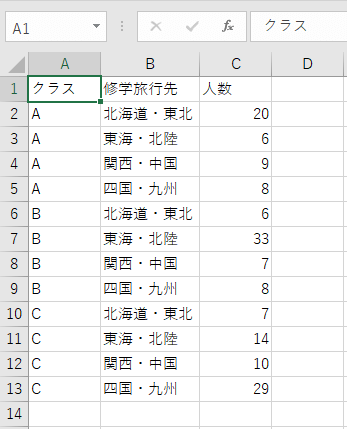 A1 fx クラス
A B C D
1 クラス 修学旅行先 人数
2 A 北海道・東北 20
3 A 東海・北陸 6
4 A 関西・中国 9
5 A 四国・九州 8
6 B 北海道・東北 6
7 B 東海・北陸 33
8 B 関西・中国 7
9 B 四国・九州 8
10 C 北海道・東北 7
11 C 東海・北陸 14
12 C 関西・中国 10
13 C 四国・九州 29
14